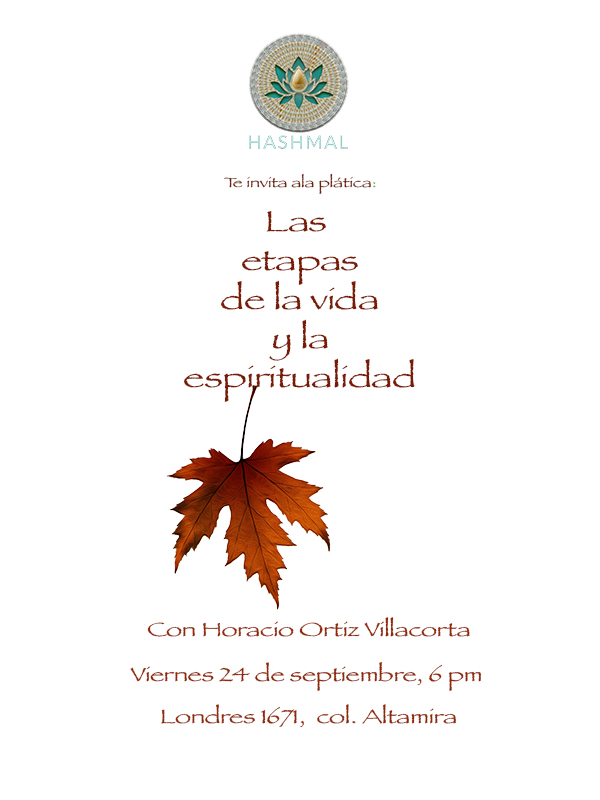 HASHMAL
Te invita ala plática:
Las
etapas
de la vida
y la
espiritualidad
Con Horacio Ortiz Villacorta
Viernes 24 de septiembre, 6 pm
Londres 1671, col. Altamira